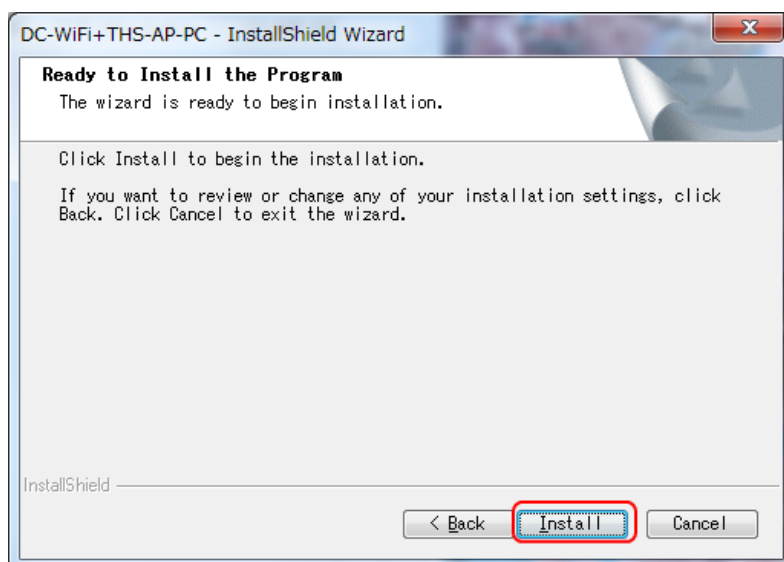 DC-WiFi+THS-AP-PC - InstallShield Wizard
Ready to Install the Program
The wizard is ready to begin installation.
Click Install to begin the installation.
If you want to review or change any of your installation settings, click
Back. Click Cancel to exit the wizard.
InstallShield
< Back
Install
Cancel